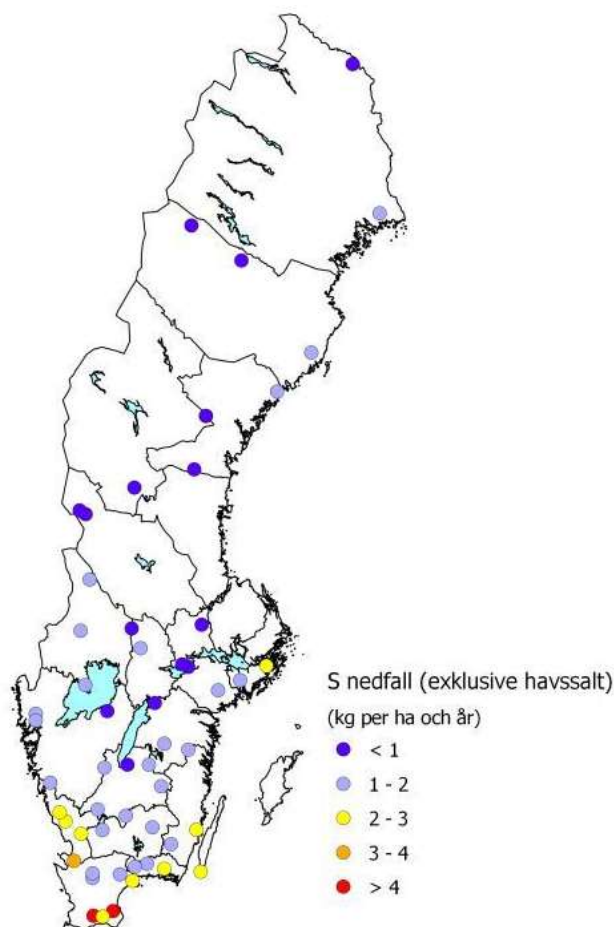 S nedfall (exklusive havssalt)
(kg per ha och år)
< 1
1 - 2
2 - 3
3 - 4
> 4